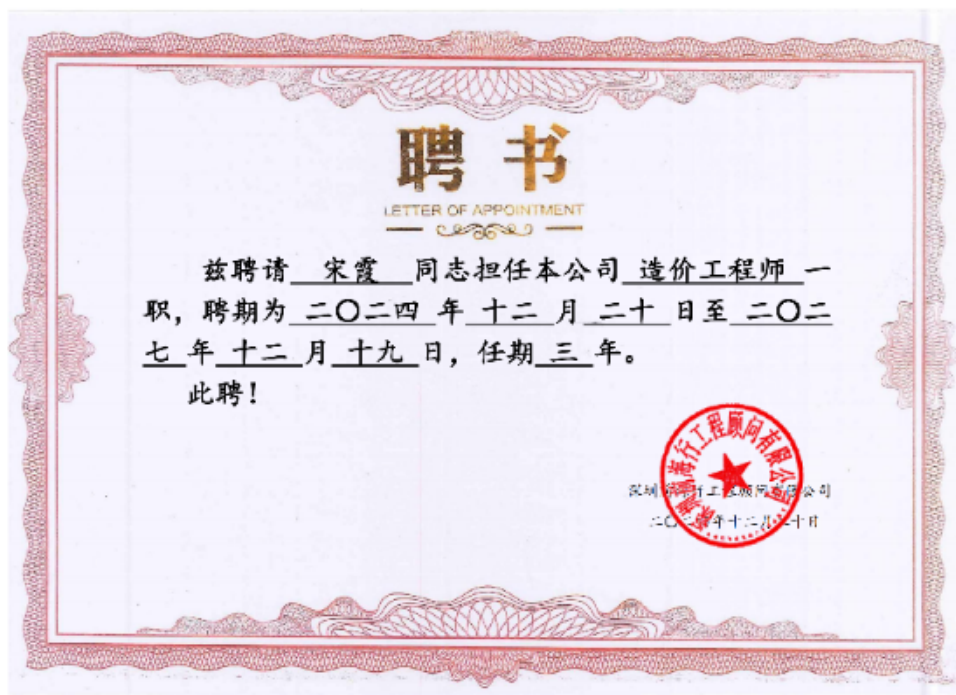 聘 书
LETTER OF APPOINTMENT
兹聘请 宋霞 同志担任本公司 造价工程师 一
职,聘期为 二〇二四 年 十二 月 二十 日至 二〇二
七 年 十二 月 十九 日,任期 三 年。
此聘!
海行工程顾问有限公司